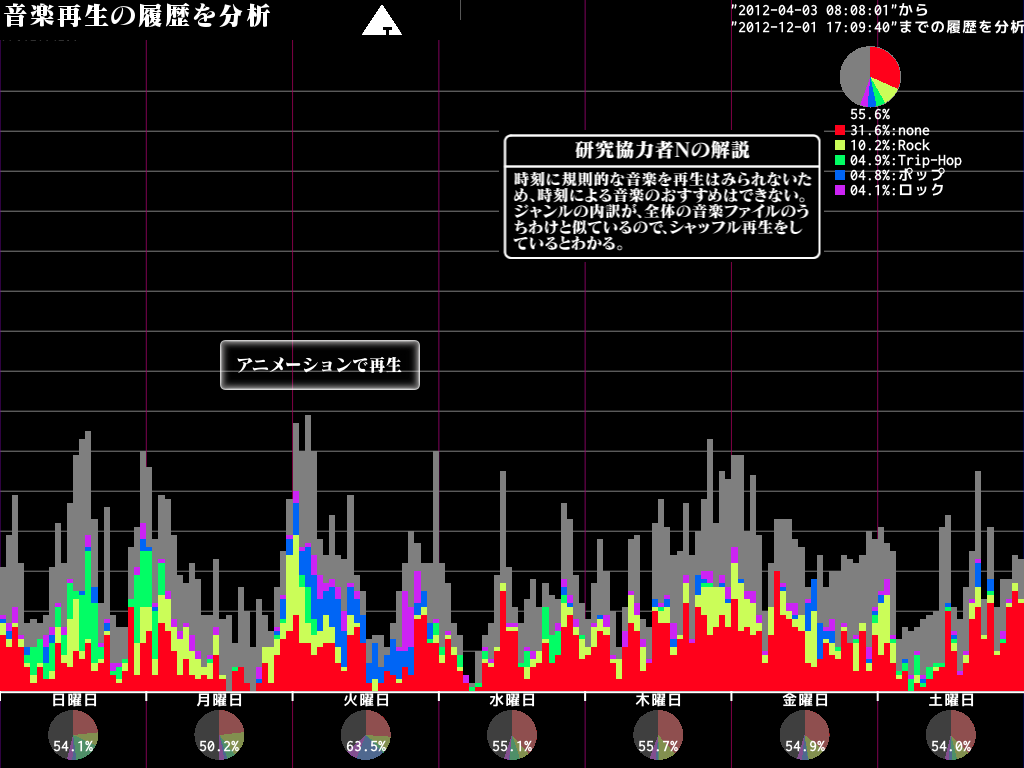 音楽再生の履歴を分析
"2012-04-03 08:08:01"から
"2012-12-01 17:09:40"までの履歴を分析
55.6%
31.6%:none
10.2%:Rock
04.9%:Trip-Hop
04.8%:ポップ
04.1%:ロック
研究協力者Nの解説
時刻に規則的な音楽を再生はみられないた
め、時刻による音楽のおすすめはできない。
ジャンルの内訳が、全体の音楽ファイルのう
ちわけと似ているので、シャッフル再生をし
ているとわかる。
アニメーションで再生
日曜日 月曜日 火曜日 水曜日 木曜日 金曜日 土曜日
54.1% 50.2% 63.5% 55.1% 55.7% 54.9% 54.0%